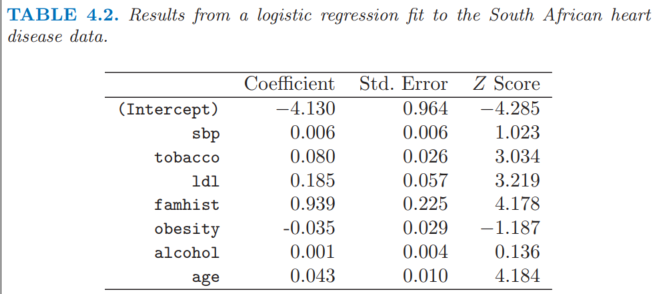 TABLE 4.2. Results from a logistic regression fit to the South African heart
disease data.
Coefficient Std. Error Z Score
(Intercept) −4.130 0.964 −4.285
sbp 0.006 0.006 1.023
tobacco 0.080 0.026 3.034
ldl 0.185 0.057 3.219
famhist 0.939 0.225 4.178
obesity -0.035 0.029 −1.187
alcohol 0.001 0.004 0.136
age 0.043 0.010 4.184